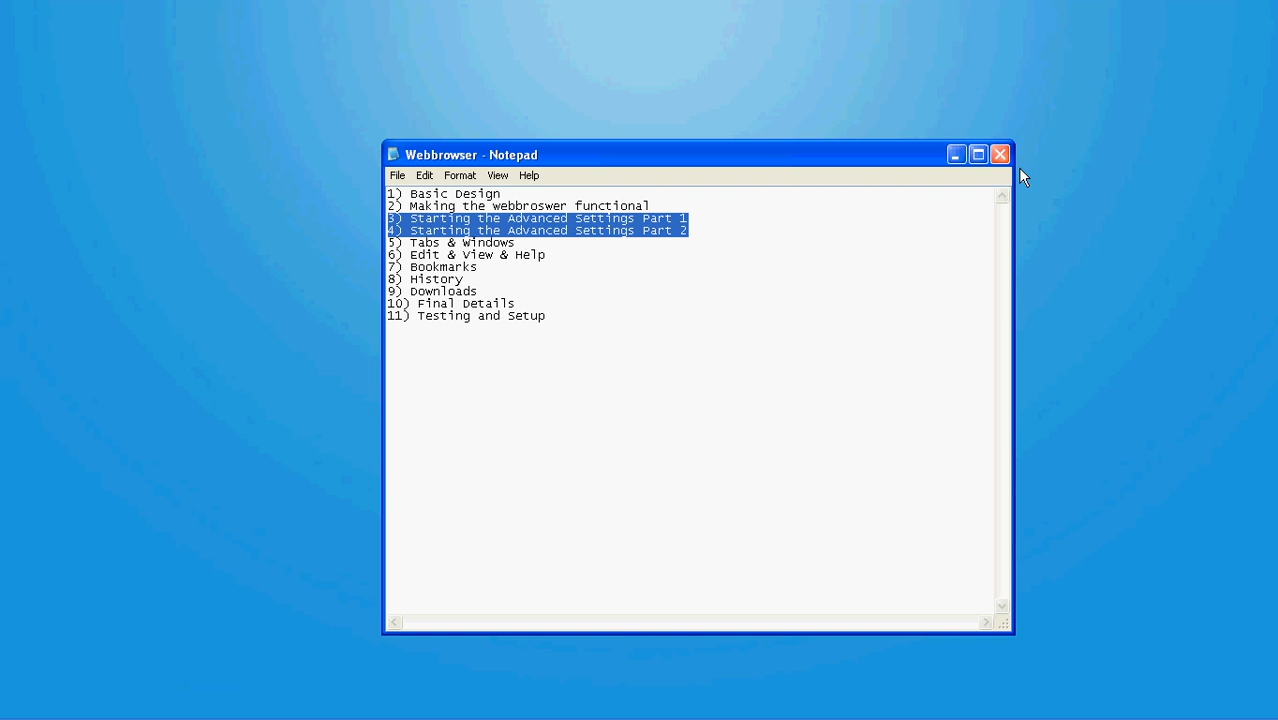 Webbrowser - Notepad
File Edit Format View Help
1) Basic Design
2) Making the webbroswer functional
3) Starting the Advanced Settings Part 1
4) Starting the Advanced Settings Part 2
5) Tabs & Windows
6) Edit & View & Help
7) Bookmarks
8) History
9) Downloads
10) Final Details
11) Testing and Setup